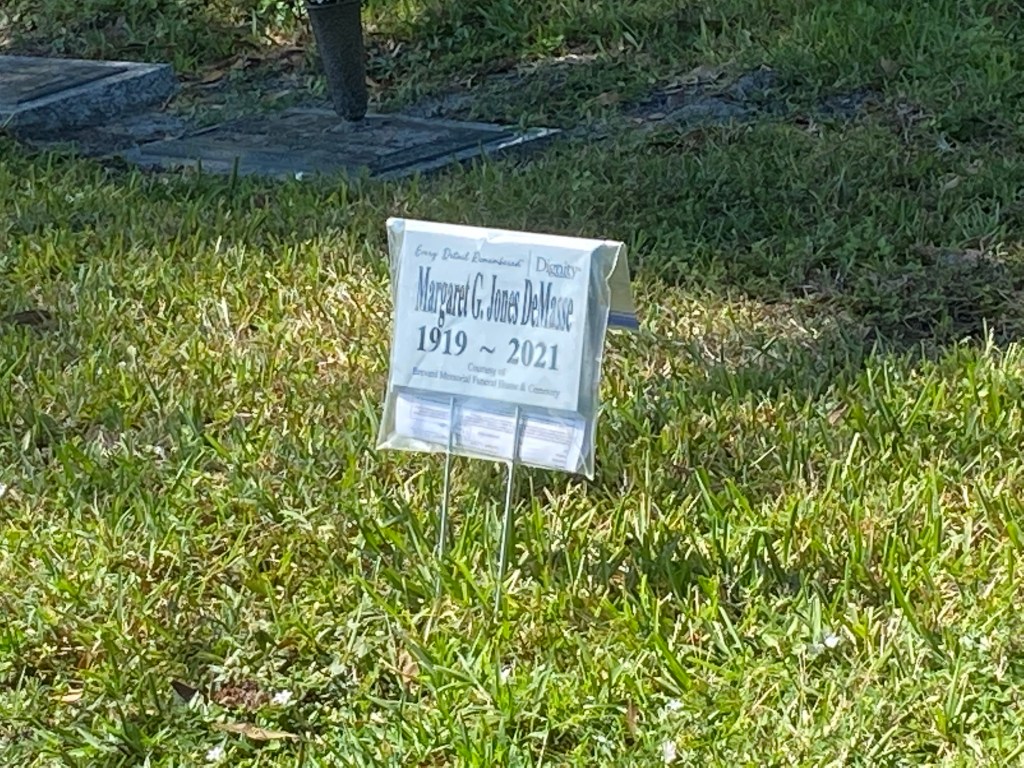 Every Detail Remembered Dignity
Margaret G. Jones DeMasse
1919 ~ 2021
Courtesy of
Brevard Memorial Funeral Home & Cemetery